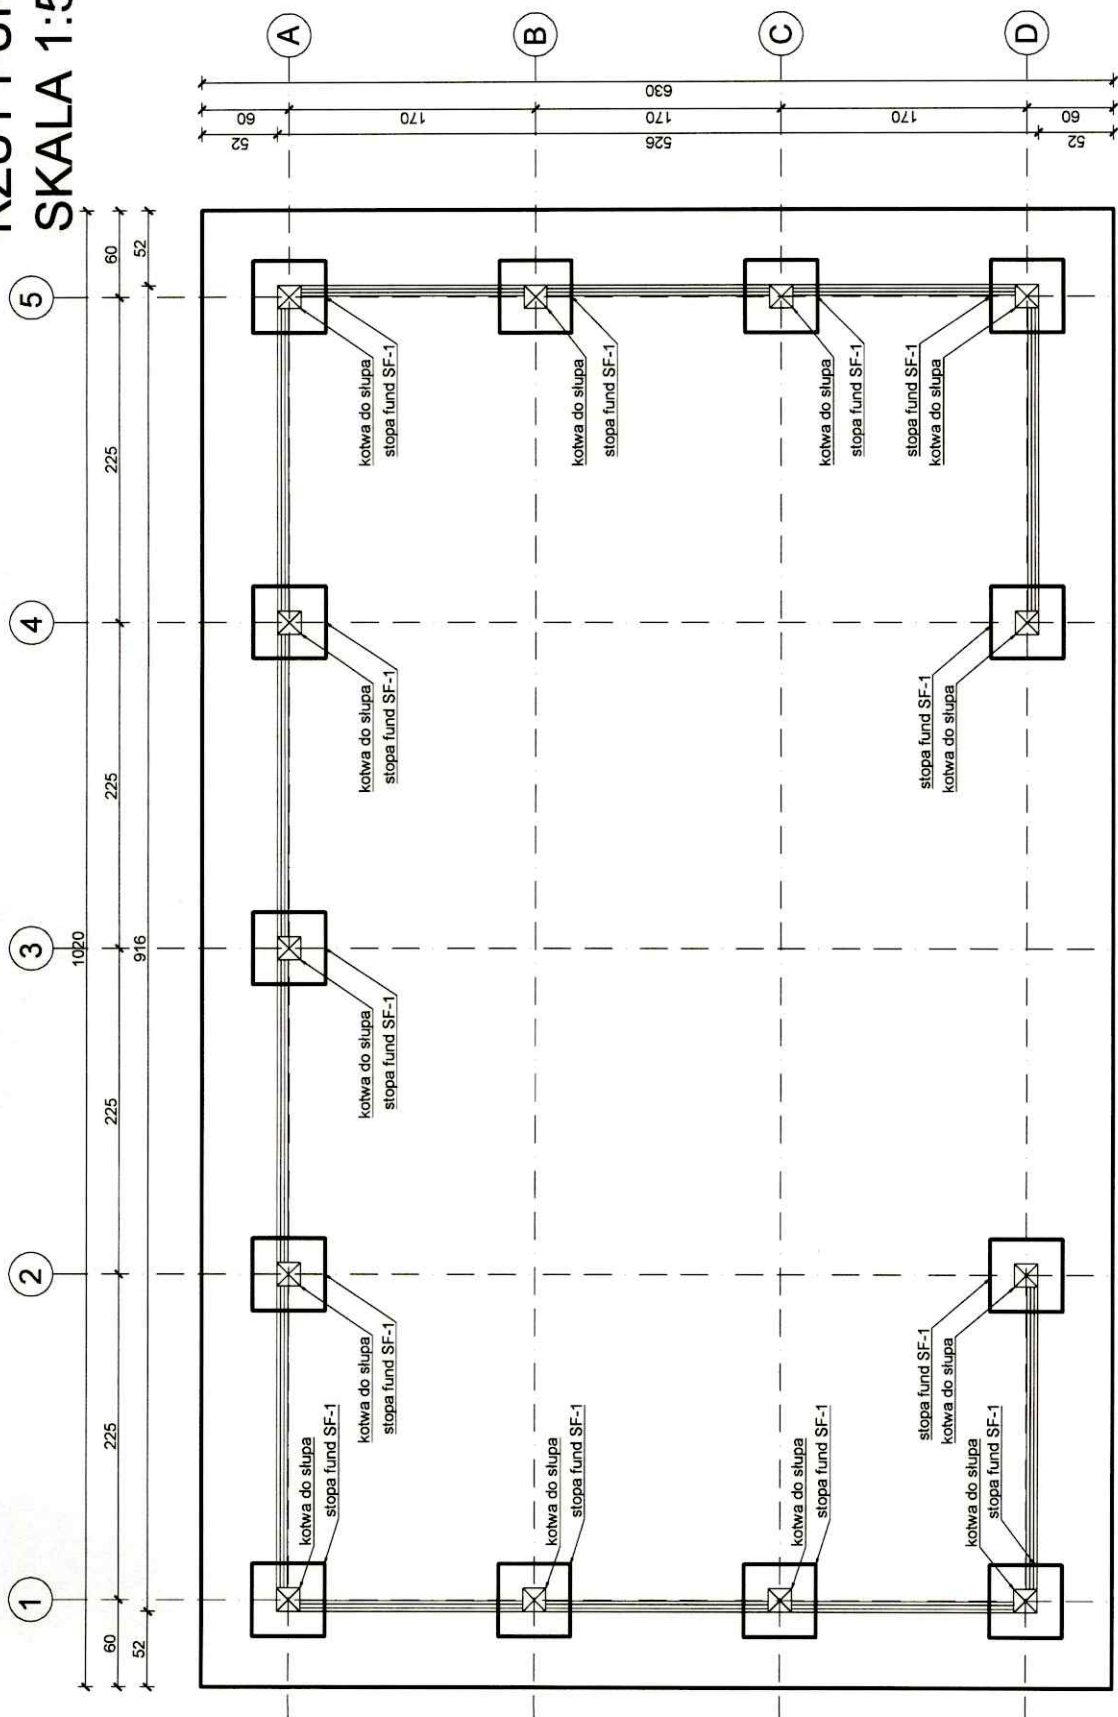 SKALA 1:5
A
B
C
D
630
60
170
170
170
60
52
526
52
5
4
3
2
1
1020
60
225
225
225
225
60
52
916
52
kotwa do słupa
stopa fund SF-1
kotwa do słupa
stopa fund SF-1
kotwa do słupa
stopa fund SF-1
stopa fund SF-1
kotwa do słupa
kotwa do słupa
stopa fund SF-1
stopa fund SF-1
kotwa do słupa
kotwa do słupa
stopa fund SF-1
kotwa do słupa
stopa fund SF-1
stopa fund SF-1
kotwa do słupa
kotwa do słupa
stopa fund SF-1
kotwa do słupa
stopa fund SF-1
kotwa do słupa
stopa fund SF-1
kotwa do słupa
stopa fund SF-1